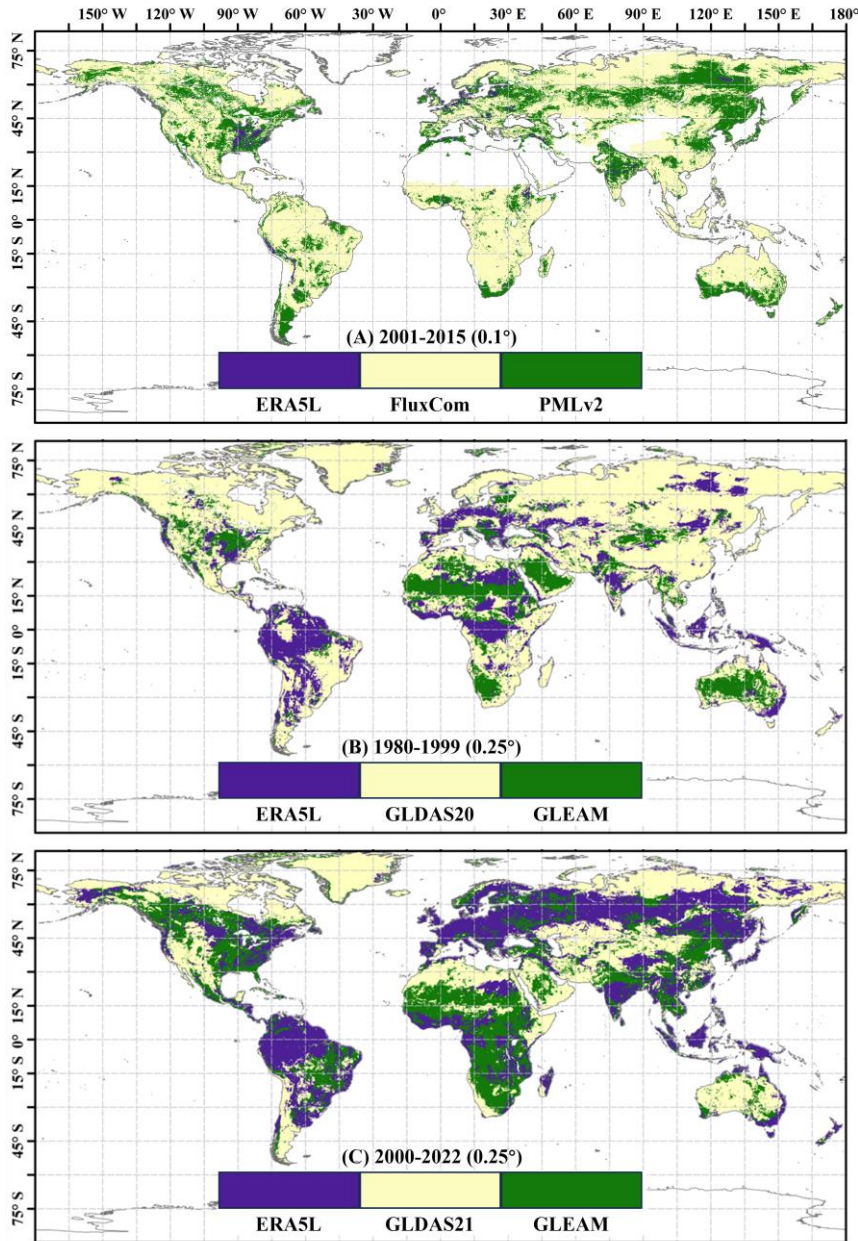 150° W 120° W 90° W 60° W 30° W 0° 30° E 60° E 90° E 120° E 150° E 180°
75° N
45° N
15° N
0°
15° S
45° S
75° S
(A) 2001-2015 (0.1°)
ERA5L FluxCom PMLv2
75° N
45° N
15° N
0°
15° S
45° S
75° S
(B) 1980-1999 (0.25°)
ERA5L GLDAS20 GLEAM
75° N
45° N
15° N
0°
15° S
45° S
75° S
(C) 2000-2022 (0.25°)
ERA5L GLDAS21 GLEAM